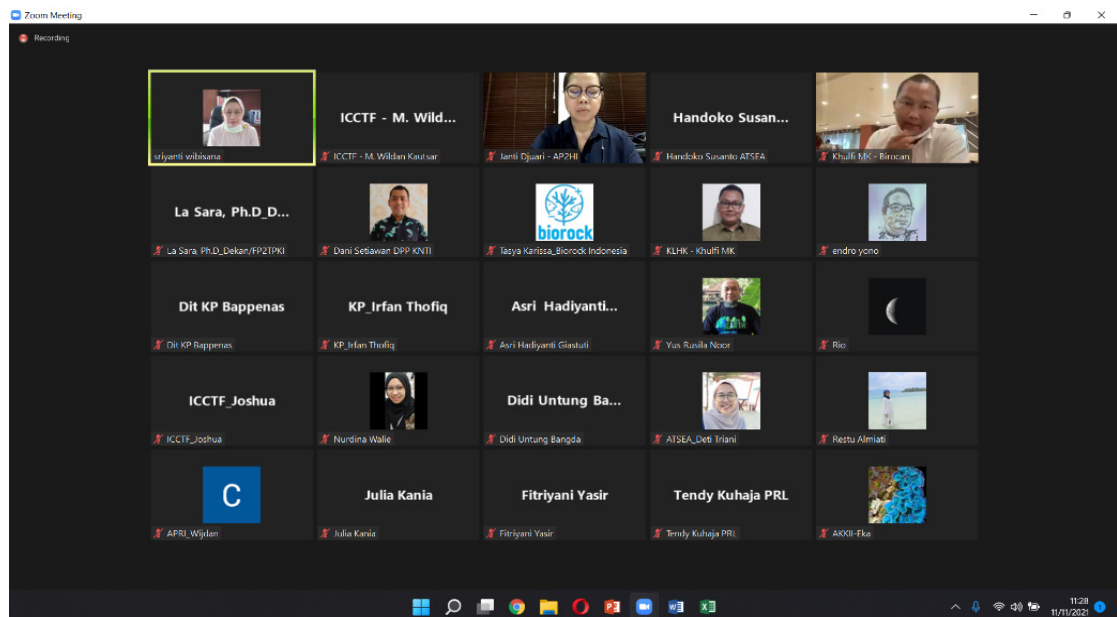 Zoom Meeting
Recording
sriyanti wibisana
ICCTF - M. Wild...
ICCTF - M. Wildan Kautsar
Janti Djuari - AP2HI
Handoko Susan...
Handoko Susanto ATSEA
Khulfi MK - Birocan
La Sara, Ph.D_D...
La Sara, Ph.D_Dekan/FP2TPKI
Dani Setiawan DPP KNTI
biorock
Tasya Karissa_Biorock Indonesia
KLHK - Khulfi MK
endro yono
Dit KP Bappenas
Dit KP Bappenas
KP_Irfan Thofiq
KP_Irfan Thofiq
Asri Hadiyanti...
Asri Hadiyanti Giastuti
Yus Rusila Noor
Rio
ICCTF_Joshua
ICCTF_Joshua
Nurdina Walie
Didi Untung Ba...
Didi Untung Bangda
ATSEA_Deti Triani
Restu Almiati
C
APRI_Wijdan
Julia Kania
Julia Kania
Fitriyani Yasir
Fitriyani Yasir
Tendy Kuhaja PRL
Tendy Kuhaja PRL
AKKII-Eka
11:28
11/11/2021
1